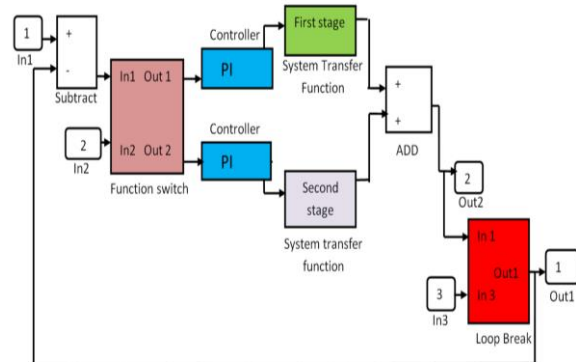 1
In1
+
-
Subtract
2
In2
In1 Out 1
In2 Out 2
Function switch
Controller
PI
First stage
System Transfer
Function
Controller
PI
Second
stage
System transfer
function
+
+
ADD
2
Out2
In 1
Out1
In 3
Loop Break
3
In3
1
Out1